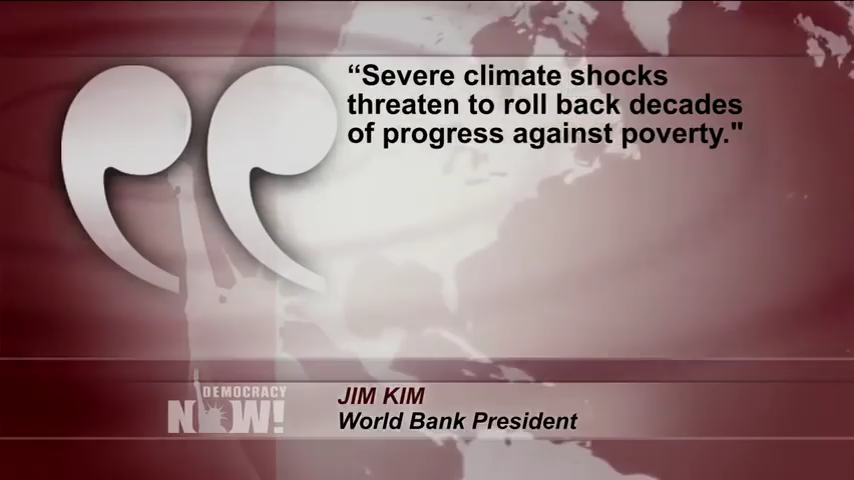 “Severe climate shocks
threaten to roll back decades
of progress against poverty."
DEMOCRACY
NOW!
JIM KIM
World Bank President